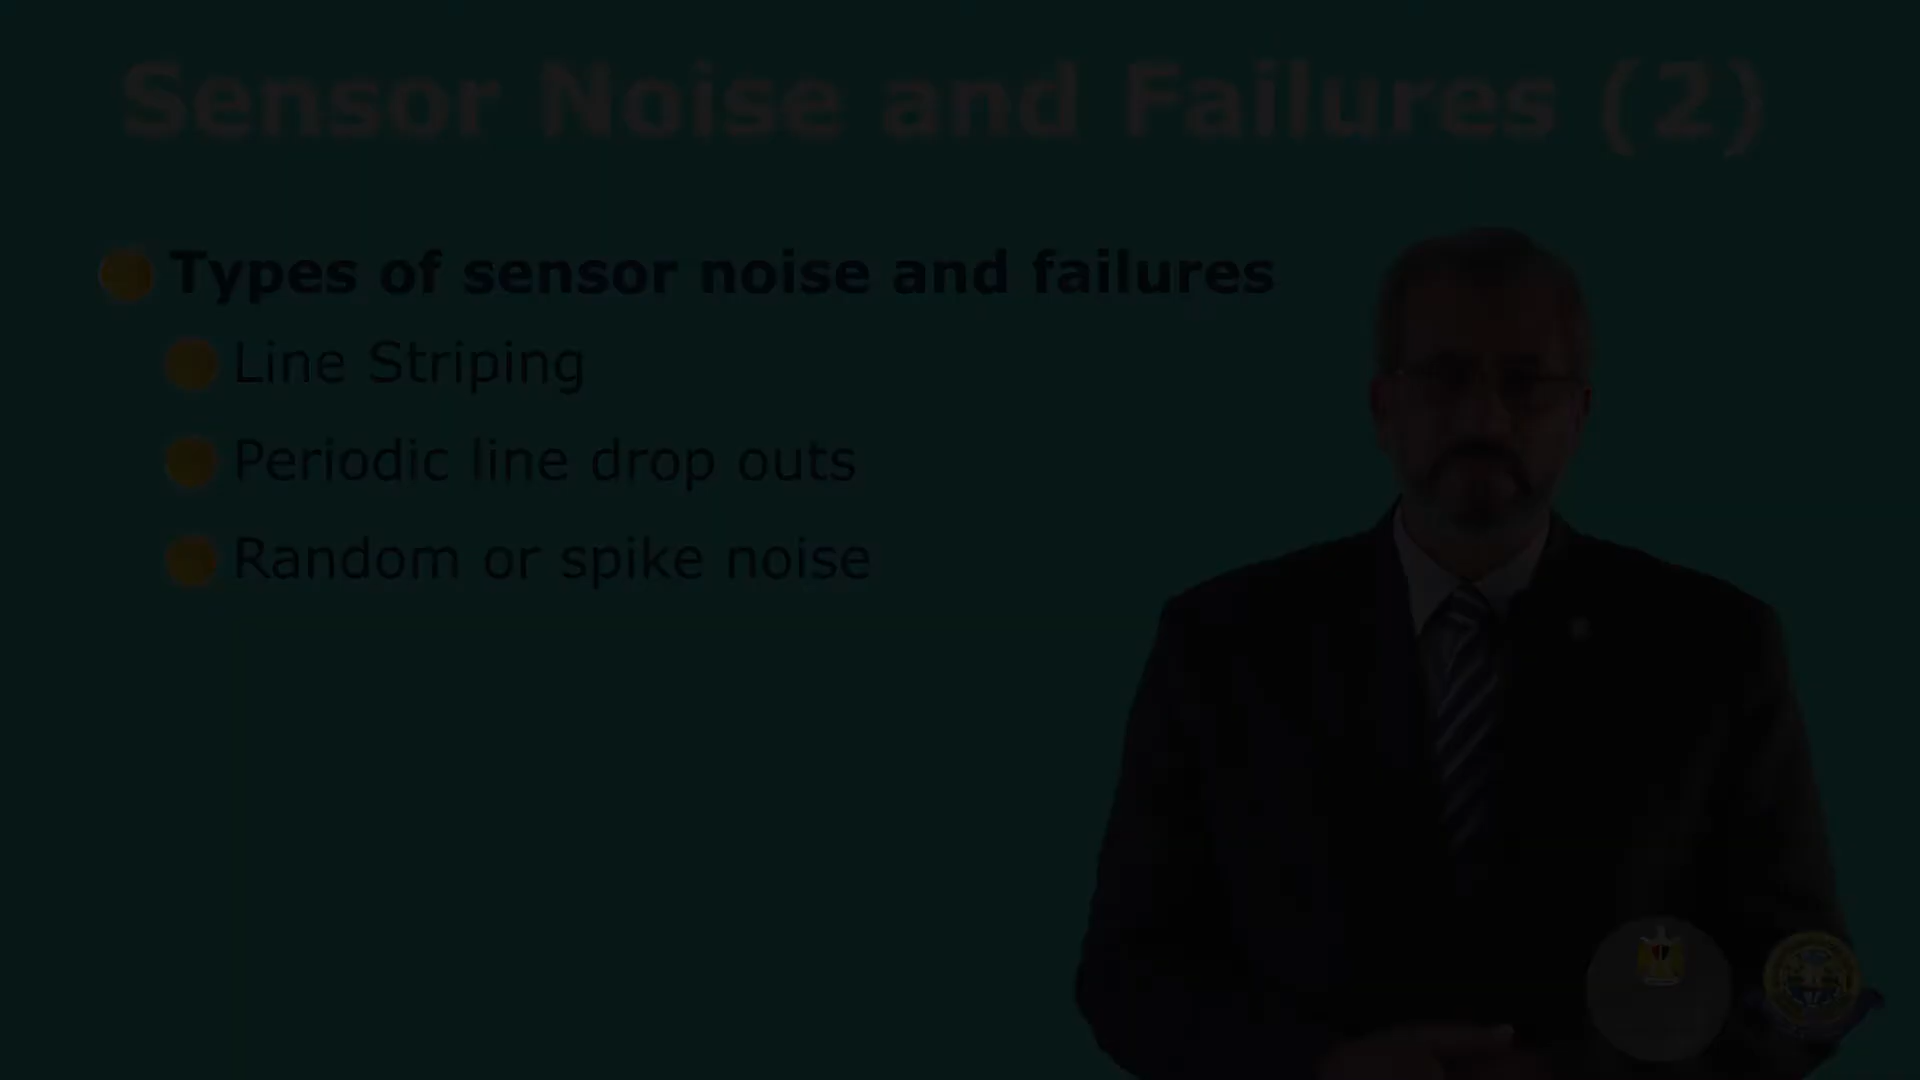 Sensor Noise and Failures (2)
Types of sensor noise and failures
Line Striping
Periodic line drop outs
Random or spike noise